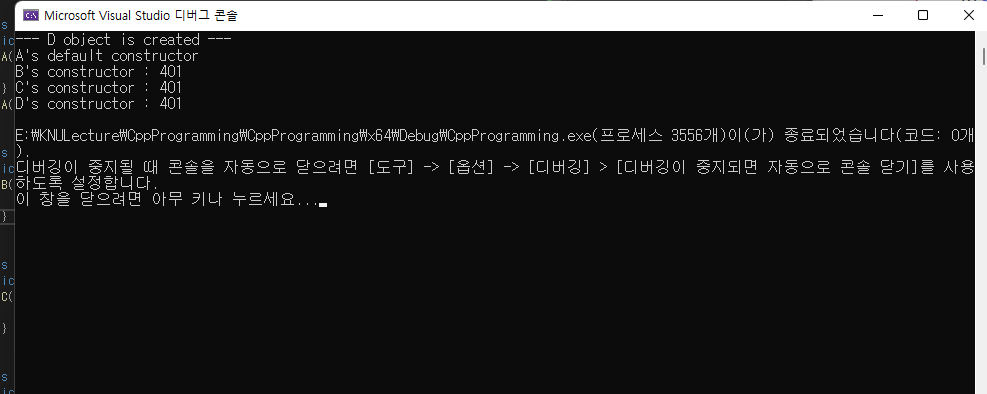 Microsoft Visual Studio 디버그 콘솔
--- D object is created ---
A's default constructor
B's constructor : 401
C's constructor : 401
D's constructor : 401
E:\KNULecture\CppProgramming\CppProgramming\x64\Debug\CppProgramming.exe(프로세스 3556개)이(가) 종료되었습니다(코드: 0개
).
디버깅이 중지될 때 콘솔을 자동으로 닫으려면 [도구] -> [옵션] -> [디버깅] > [디버깅이 중지되면 자동으로 콘솔 닫기]를 사용
하도록 설정합니다.
이 창을 닫으려면 아무 키나 누르세요...
s
ic
A(
}
A(
s
ic
B(
}
s
ic
C(
}
s
ic